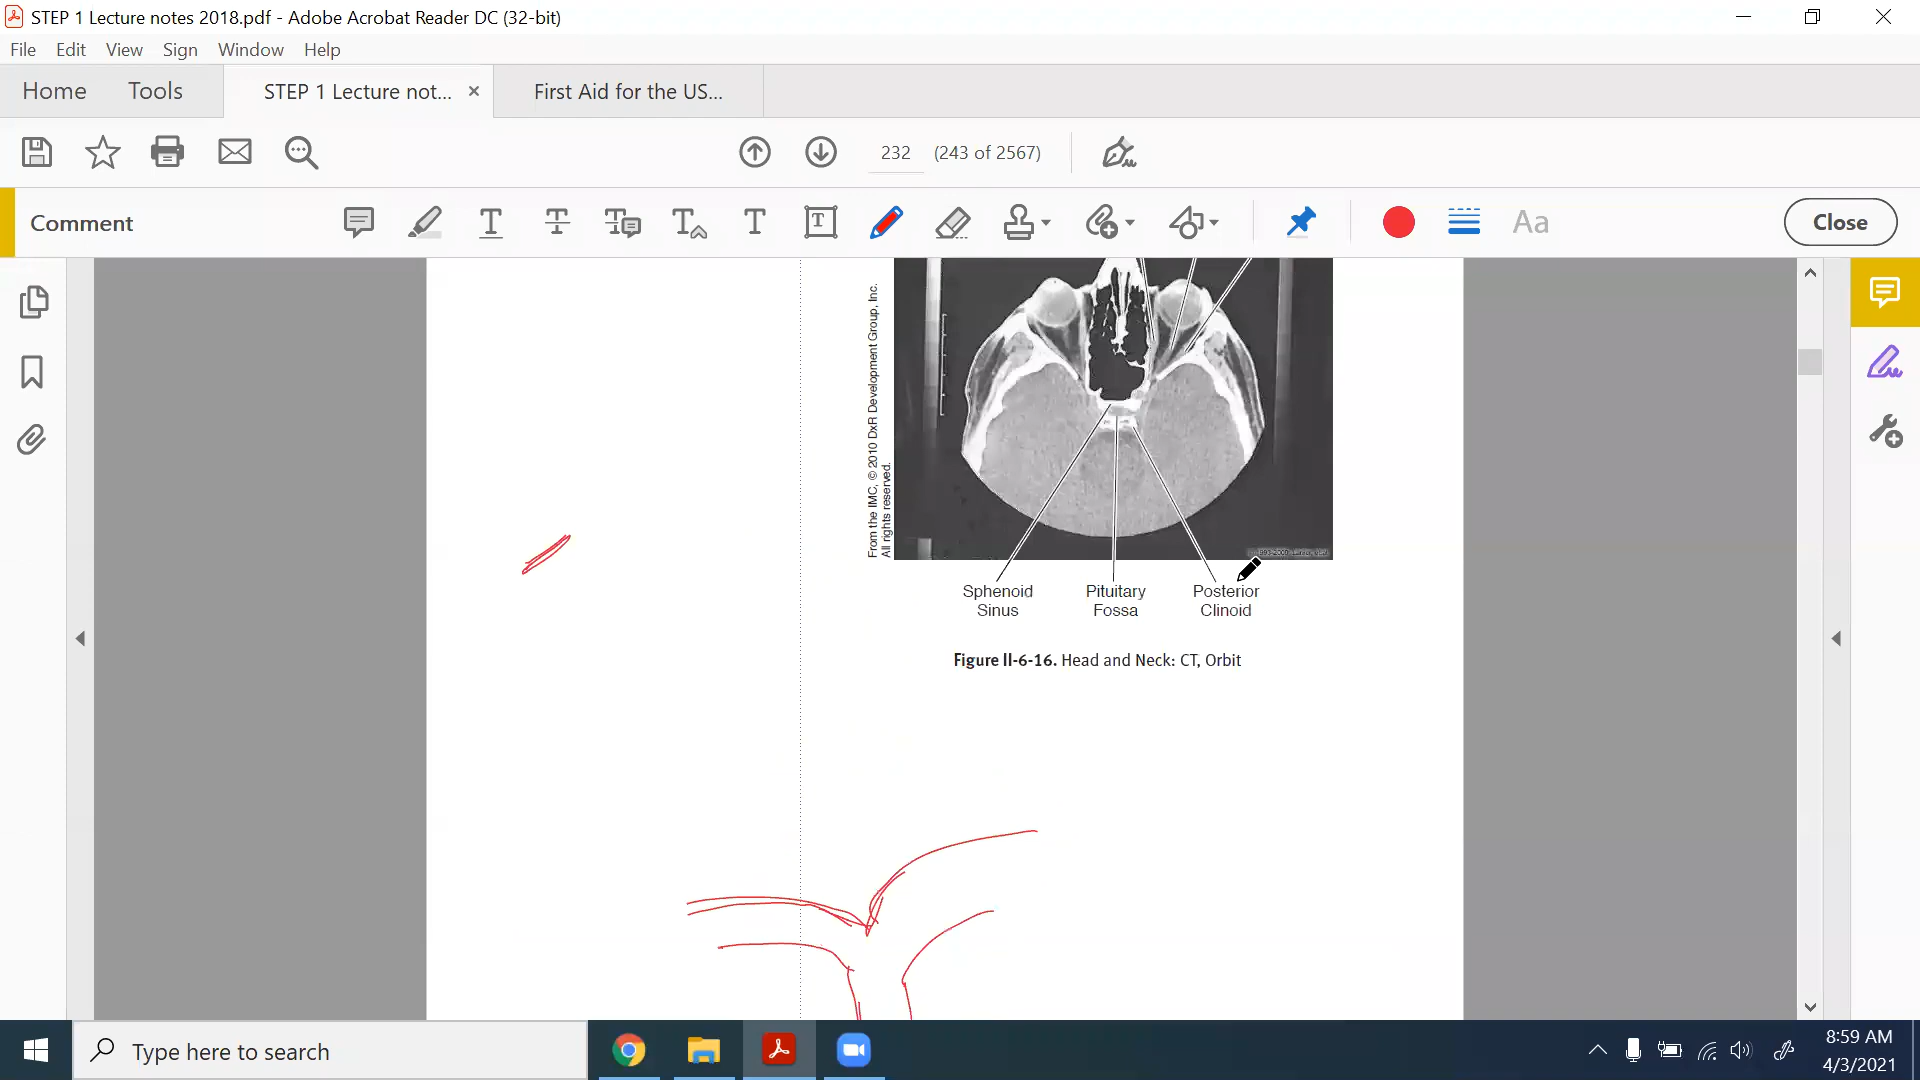 STEP 1 Lecture notes 2018.pdf - Adobe Acrobat Reader DC (32-bit)
File Edit View Sign Window Help
Home Tools STEP 1 Lecture not... × First Aid for the US...
232 (243 of 2567)
Comment Aa Close
From the IMC, © 2010 DxR Development Group, Inc.
All rights reserved.
Sphenoid Sinus
Pituitary Fossa
Posterior Clinoid
Figure II-6-16. Head and Neck: CT, Orbit
Type here to search
8:59 AM
4/3/2021